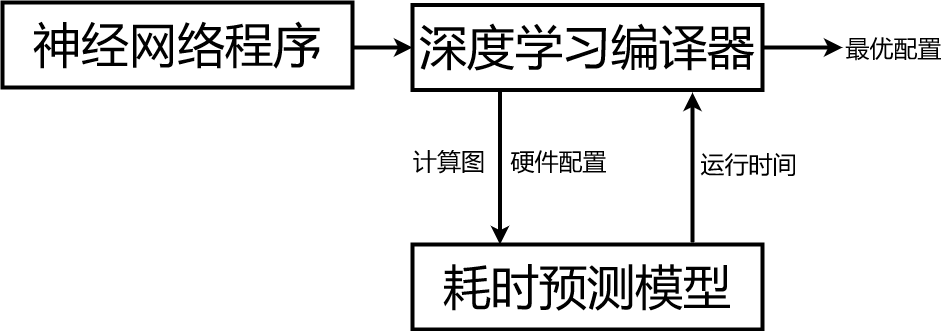 神经网络程序
深度学习编译器
最优配置
计算图
硬件配置
运行时间
耗时预测模型